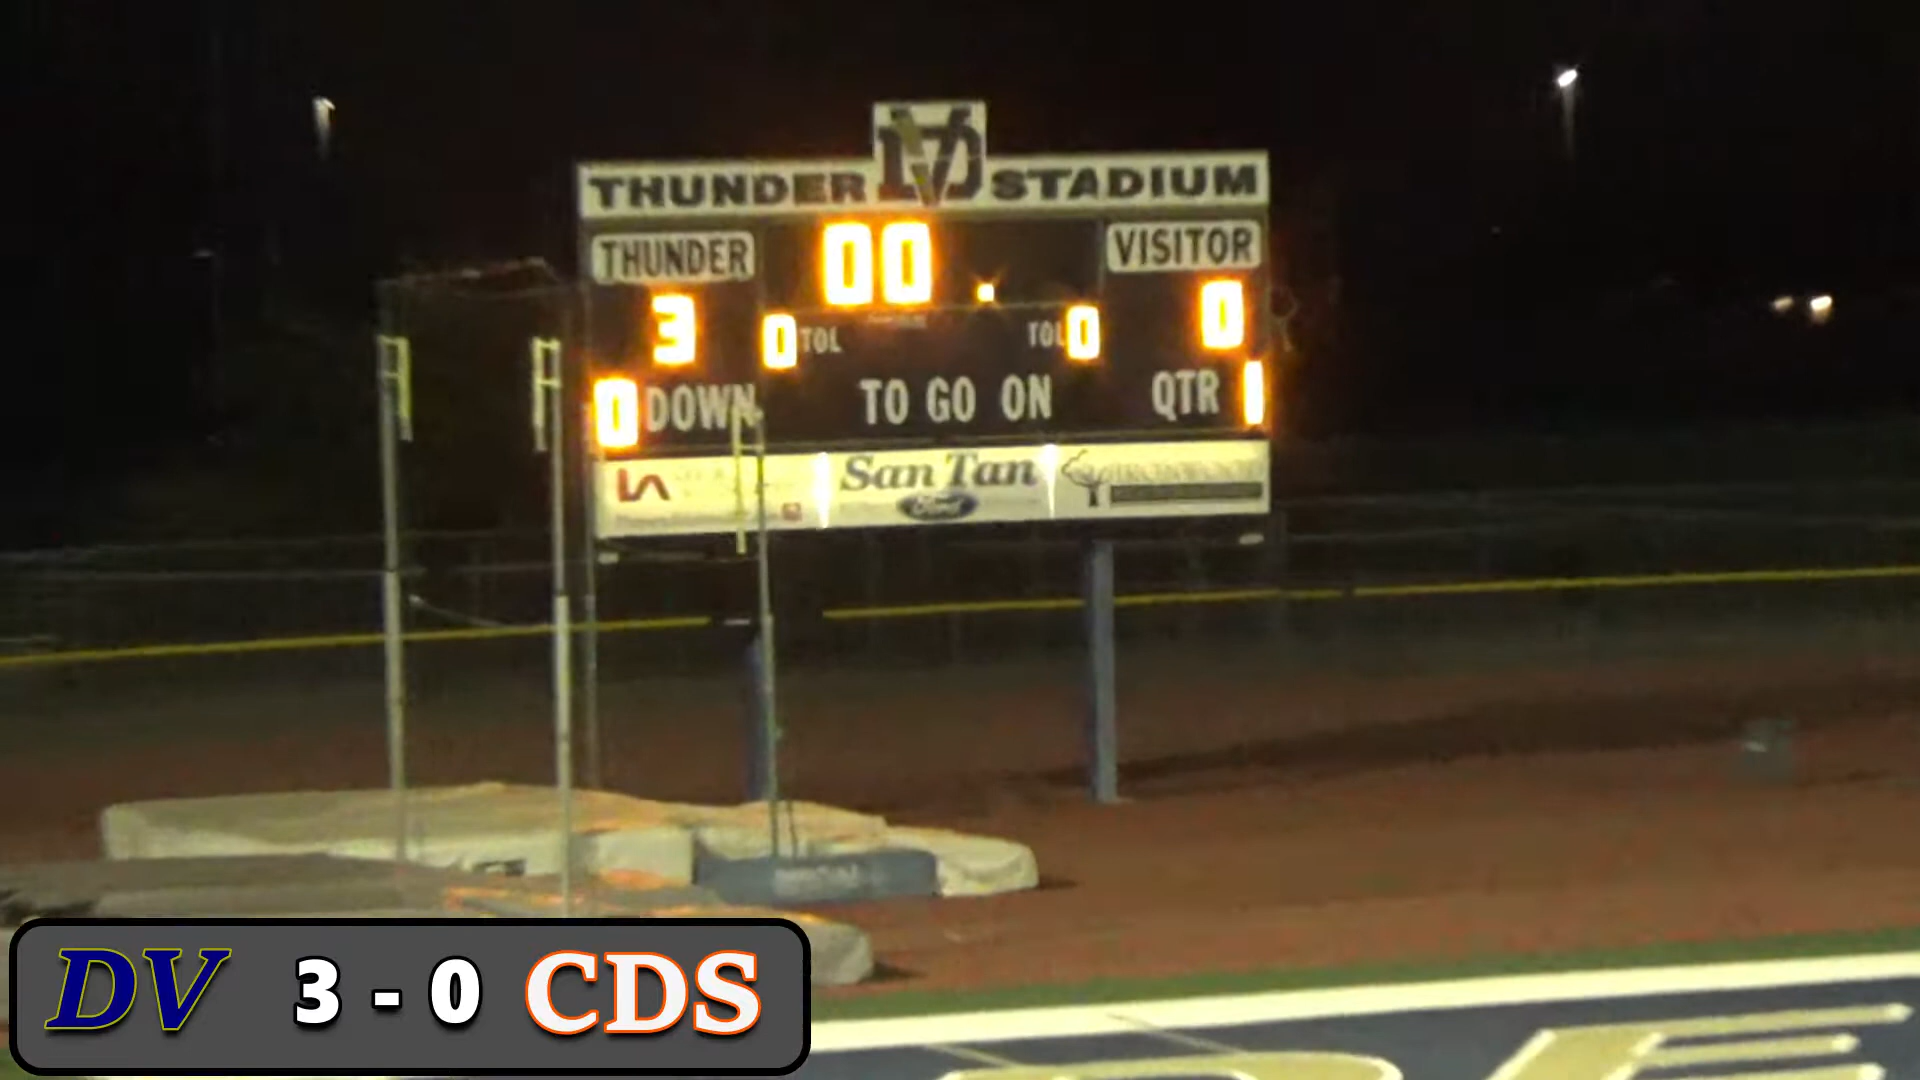 DV
THUNDER STADIUM
THUNDER 00 . VISITOR
3 0 TOL TOL 0 0
0 DOWN TO GO ON QTR 1
San Tan
Ford
DV 3 - 0 CDS